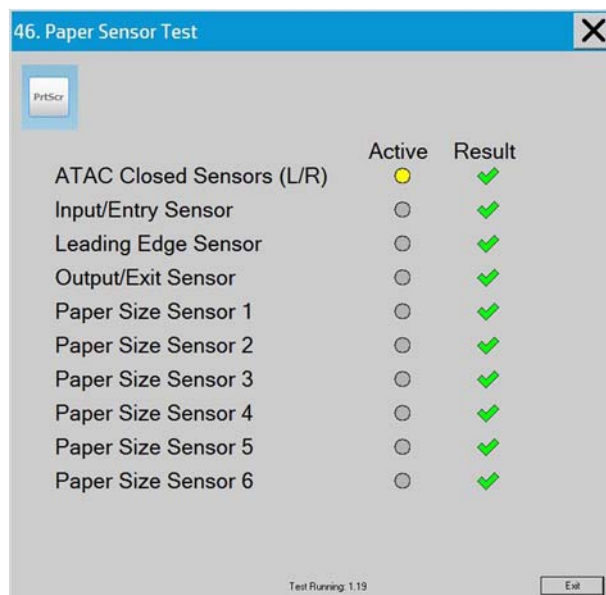 46. Paper Sensor Test
PrtScr
Active Result
ATAC Closed Sensors (L/R)
Input/Entry Sensor
Leading Edge Sensor
Output/Exit Sensor
Paper Size Sensor 1
Paper Size Sensor 2
Paper Size Sensor 3
Paper Size Sensor 4
Paper Size Sensor 5
Paper Size Sensor 6
Test Running: 1.19
Exit